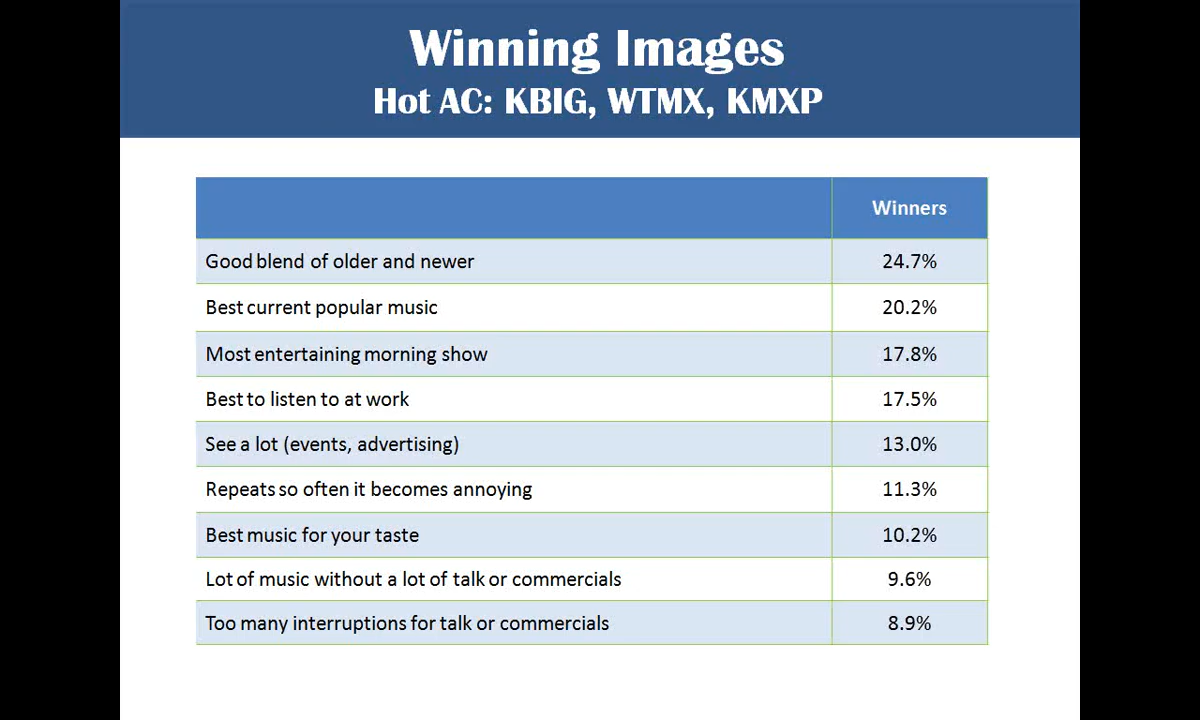 Winning Images
Hot AC: KBIG, WTMX, KMXP
Winners
Good blend of older and newer 24.7%
Best current popular music 20.2%
Most entertaining morning show 17.8%
Best to listen to at work 17.5%
See a lot (events, advertising) 13.0%
Repeats so often it becomes annoying 11.3%
Best music for your taste 10.2%
Lot of music without a lot of talk or commercials 9.6%
Too many interruptions for talk or commercials 8.9%